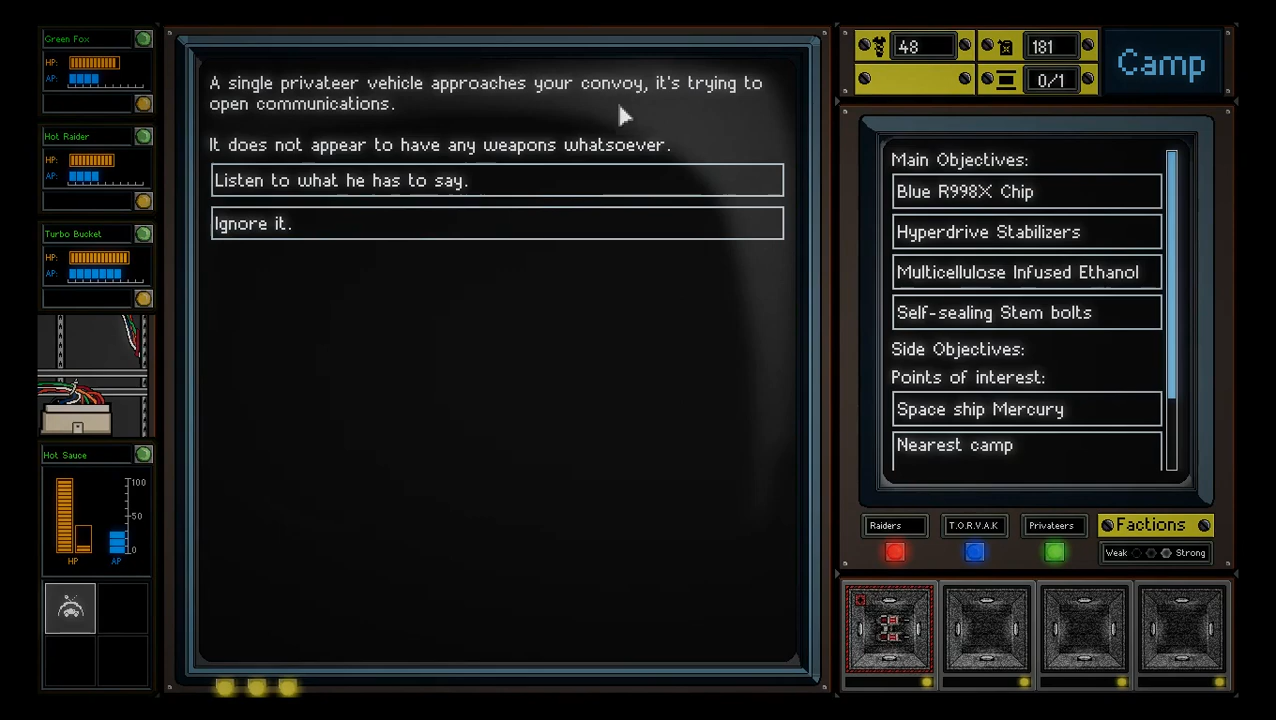 Green Fox
HP:
AP:
Hot Raider
HP:
AP:
Turbo Bucket
HP:
AP:
Hot Sauce
100
50
0
HP
AP
A single privateer vehicle approaches your convoy, it's trying to
open communications.
It does not appear to have any weapons whatsoever.
Listen to what he has to say.
Ignore it.
48
181
0/1
Camp
Main Objectives:
Blue R998X Chip
Hyperdrive Stabilizers
Multicellulose Infused Ethanol
Self-sealing Stem bolts
Side Objectives:
Points of interest:
Space ship Mercury
Nearest camp
Raiders
T.O.R.V.A.K
Privateers
Factions
Weak
Strong